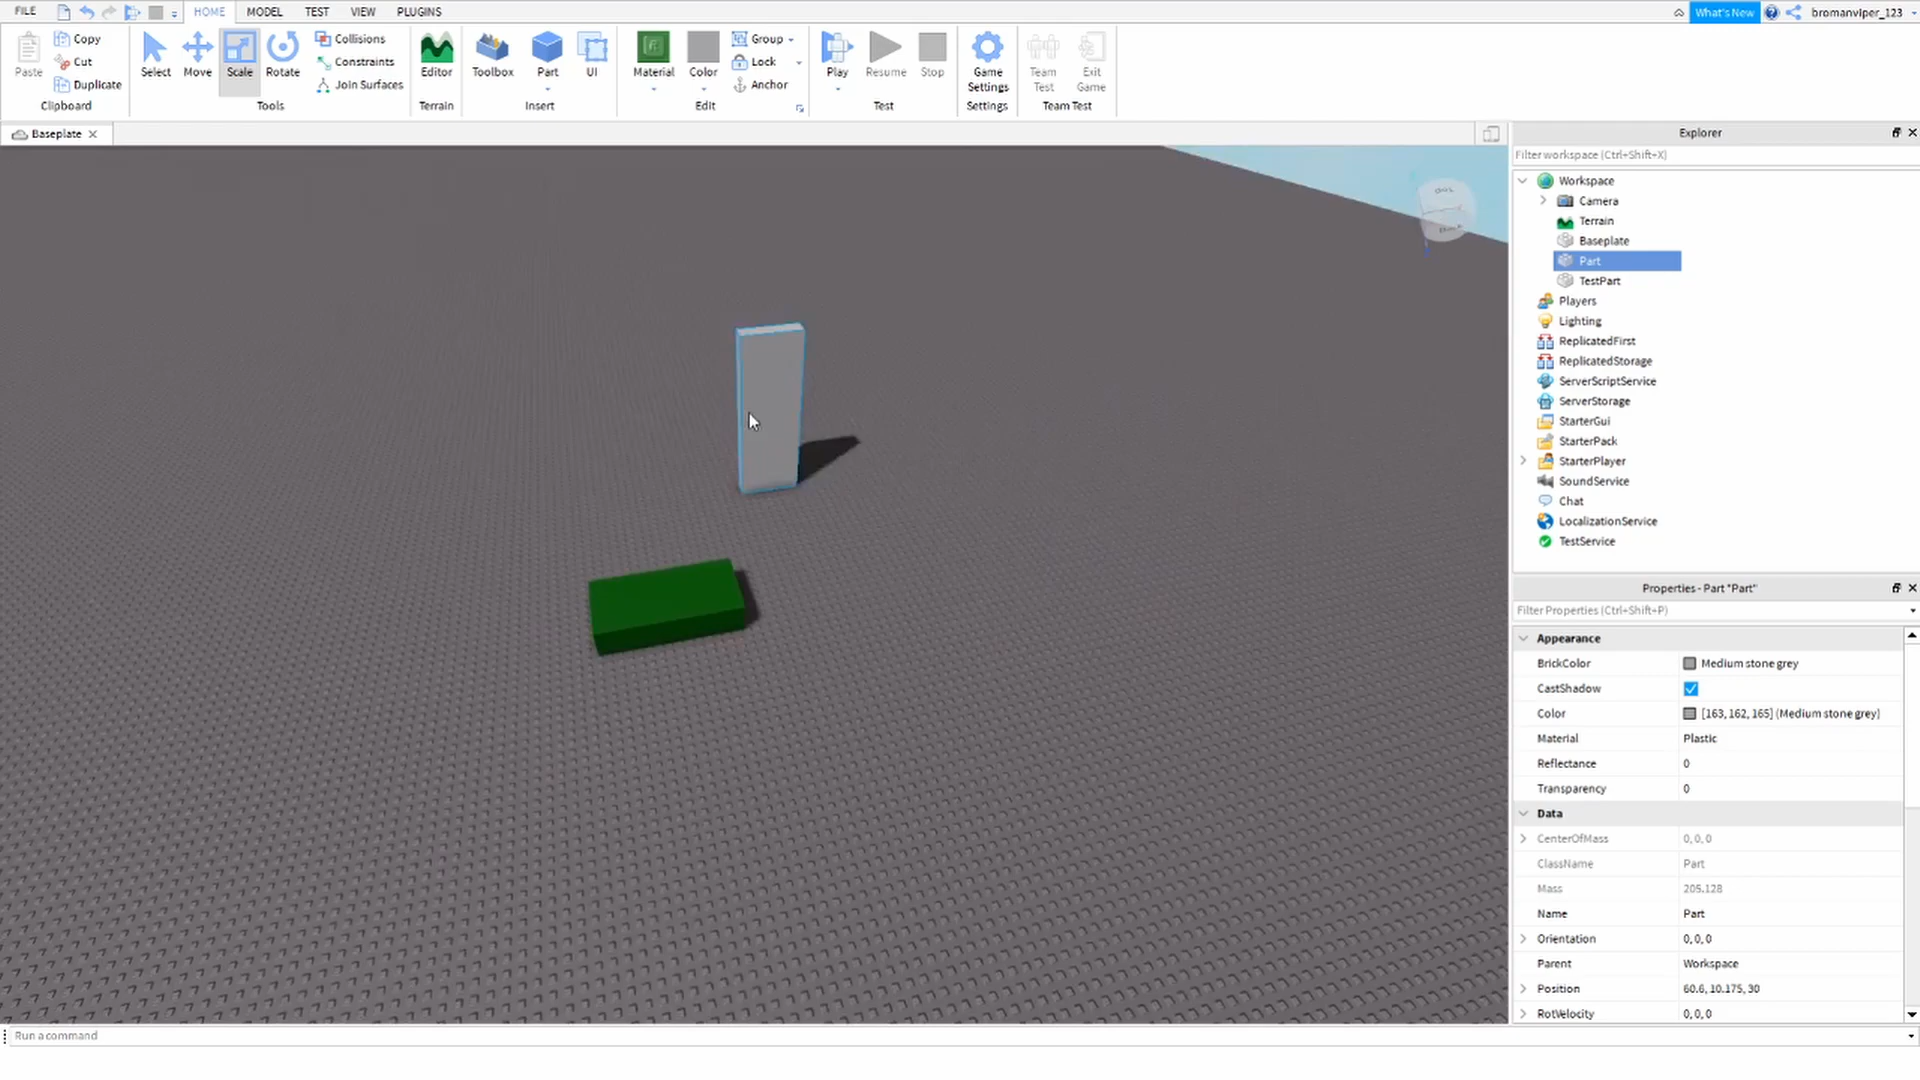 FILE HOME MODEL TEST VIEW PLUGINS What's New bromanviper_123
Paste Copy Cut Duplicate Clipboard
Select Move Scale Rotate Collisions Constraints Join Surfaces Tools
Editor Terrain
Toolbox Part UI Insert
Material Color Group Lock Anchor Edit
Play Resume Stop Test
Game Settings Settings
Team Test Exit Game Team Test
Baseplate
Explorer
Filter workspace (Ctrl+Shift+X)
Workspace
Camera
Terrain
Baseplate
Part
TestPart
Players
Lighting
ReplicatedFirst
ReplicatedStorage
ServerScriptService
ServerStorage
StarterGui
StarterPack
StarterPlayer
SoundService
Chat
LocalizationService
TestService
Properties - Part "Part"
Filter Properties (Ctrl+Shift+P)
Appearance
BrickColor Medium stone grey
CastShadow
Color [163, 162, 165] (Medium stone grey)
Material Plastic
Reflectance 0
Transparency 0
Data
CenterOfMass 0, 0, 0
ClassName Part
Mass 205.128
Name Part
Orientation 0, 0, 0
Parent Workspace
Position 60.6, 10.175, 30
RotVelocity 0, 0, 0
Run a command